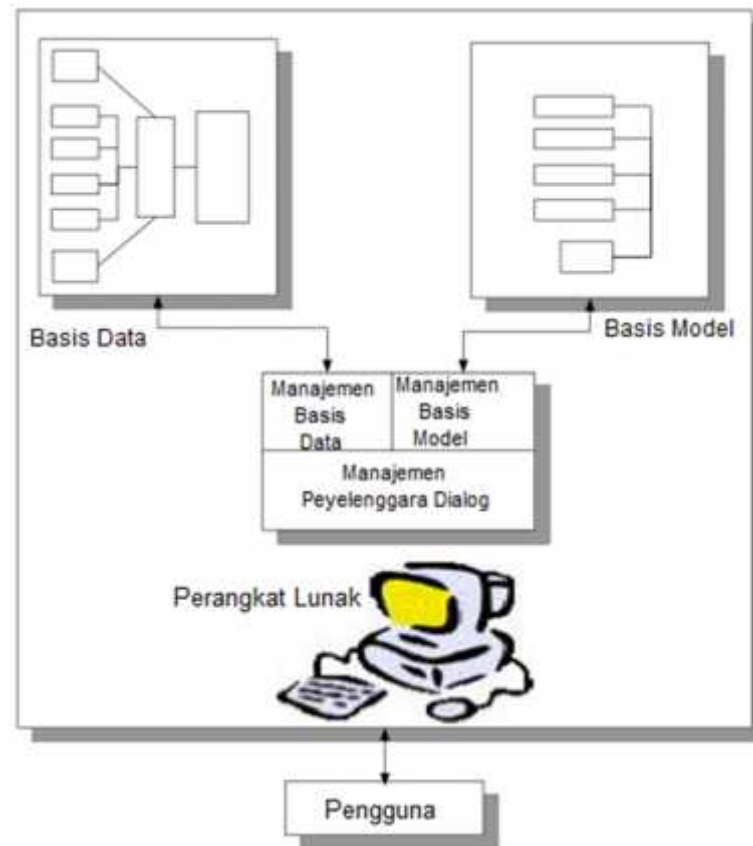 Basis Data
Basis Model
Manajemen
Basis
Data
Manajemen
Basis
Model
Manajemen
Peyelenggara Dialog
Perangkat Lunak
Pengguna